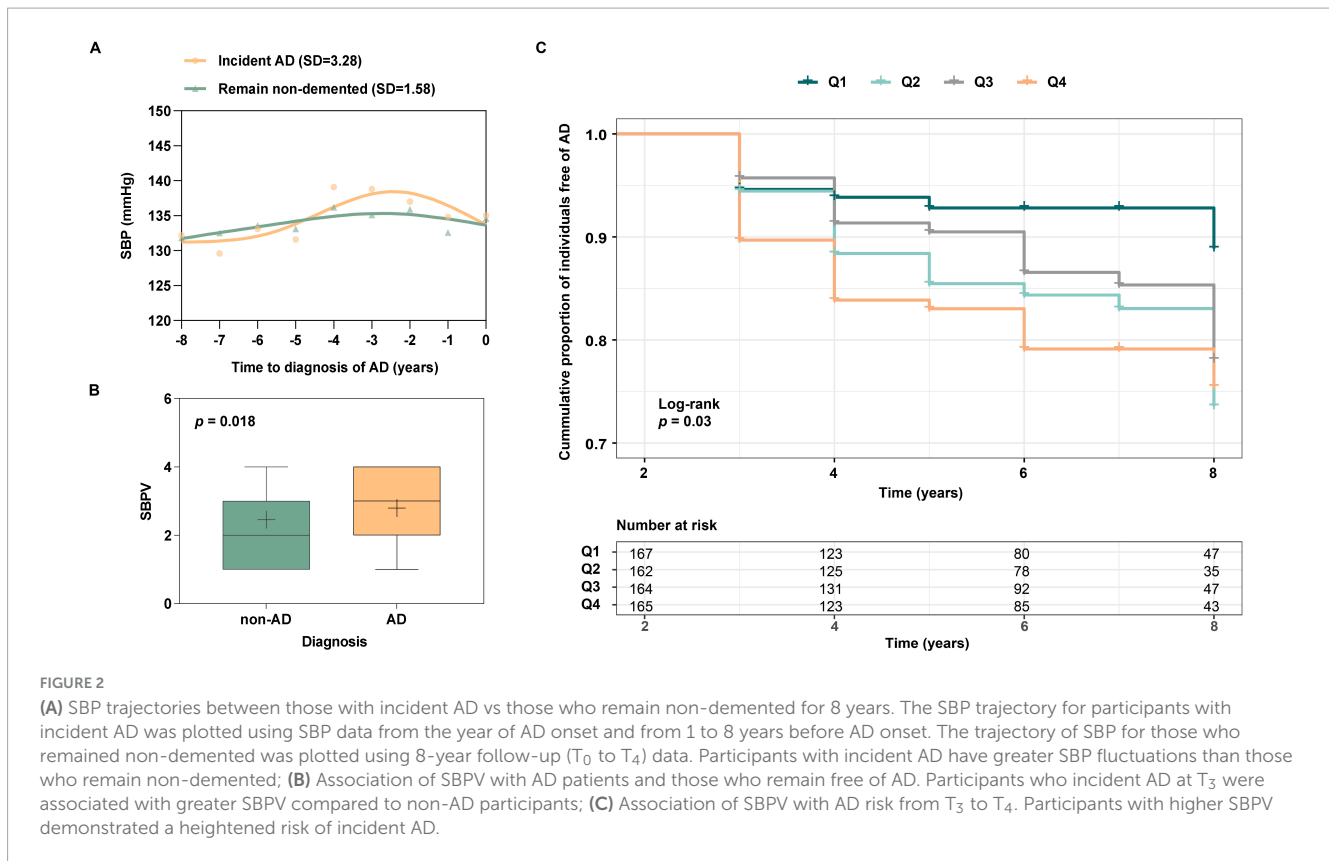 A
Incident AD (SD=3.28)
Remain non-demented (SD=1.58)
150
145
140
135
130
125
120
SBP (mmHg)
-8 -7 -6 -5 -4 -3 -2 -1 0
Time to diagnosis of AD (years)
B
6
4
2
0
SBPV
p = 0.018
non-AD AD
Diagnosis
C
Q1 Q2 Q3 Q4
1.0
0.9
0.8
0.7
Cummulative proportion of individuals free of AD
Log-rank
p = 0.03
2 4 6 8
Time (years)
Number at risk
Q1 167 123 80 47
Q2 162 125 78 35
Q3 164 131 92 47
Q4 165 123 85 43
2 4 6 8
Time (years)
FIGURE 2
(A) SBP trajectories between those with incident AD vs those who remain non-demented for 8 years. The SBP trajectory for participants with
incident AD was plotted using SBP data from the year of AD onset and from 1 to 8 years before AD onset. The trajectory of SBP for those who
remained non-demented was plotted using 8-year follow-up (T₀ to T₄) data. Participants with incident AD have greater SBP fluctuations than those
who remain non-demented; (B) Association of SBPV with AD patients and those who remain free of AD. Participants who incident AD at T₃ were
associated with greater SBPV compared to non-AD participants; (C) Association of SBPV with AD risk from T₃ to T₄. Participants with higher SBPV
demonstrated a heightened risk of incident AD.